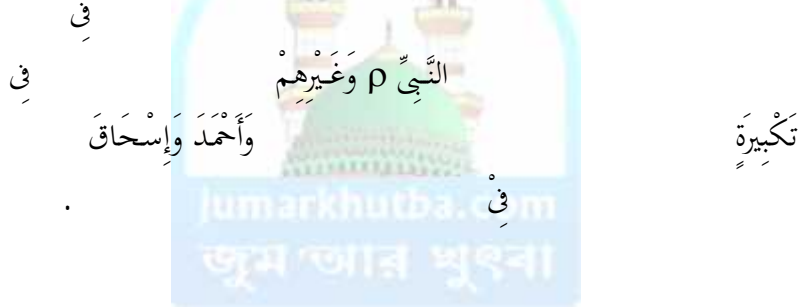 فِي
النَّبِيِّ ρ وَغَيْرِهِمْ فِي
تَكْبِيرَةٍ وَأَحْمَدَ وَإِسْحَاقَ
فِيْ .
jumarkhutba.com
জুম'আর খুৎবা